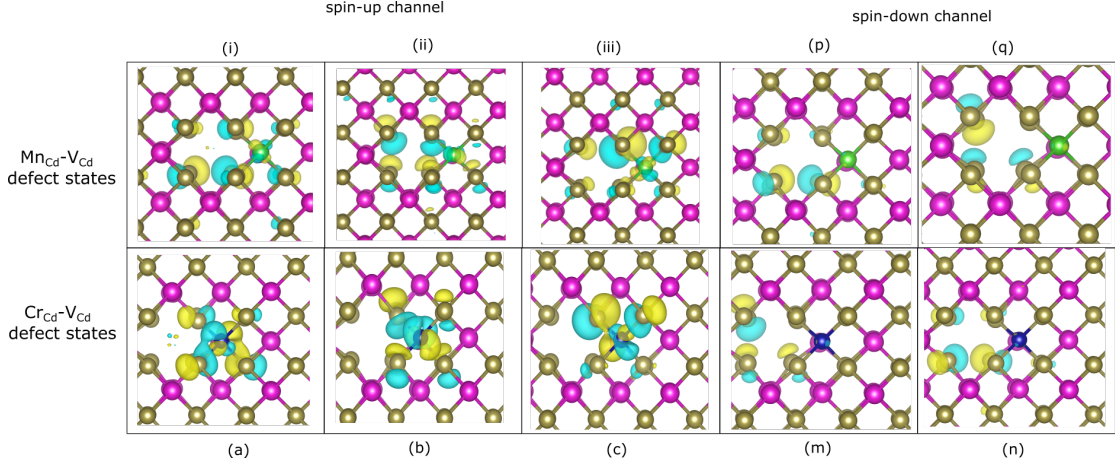 spin-up channel
spin-down channel
(i)
(ii)
(iii)
(p)
(q)
MnCd-VCd
defect states
CrCd-VCd
defect states
(a)
(b)
(c)
(m)
(n)